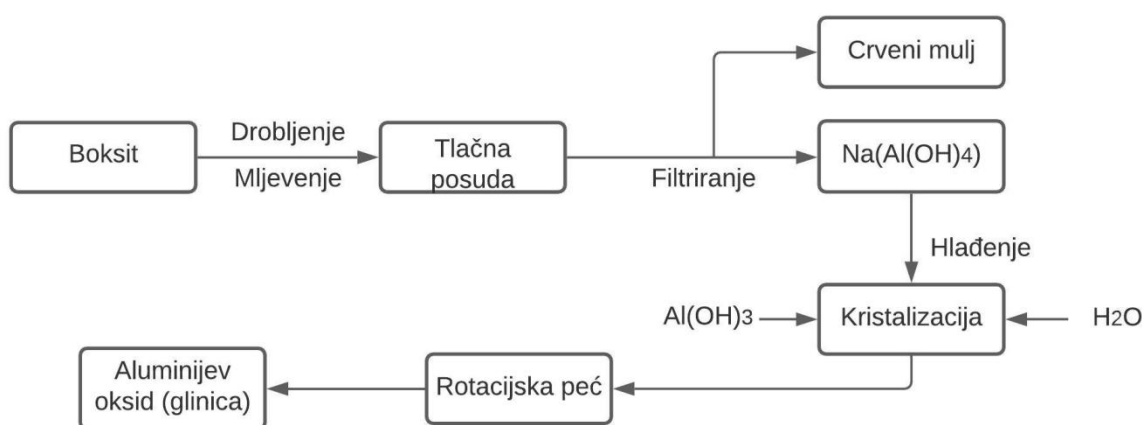 Crveni mulj
Boksit
Drobljenje
Mljevenje
Tlačna
posuda
Filtriranje
Na(Al(OH)4)
Hlađenje
Al(OH)3
Kristalizacija
H2O
Aluminijev
oksid (glinica)
Rotacijska peć